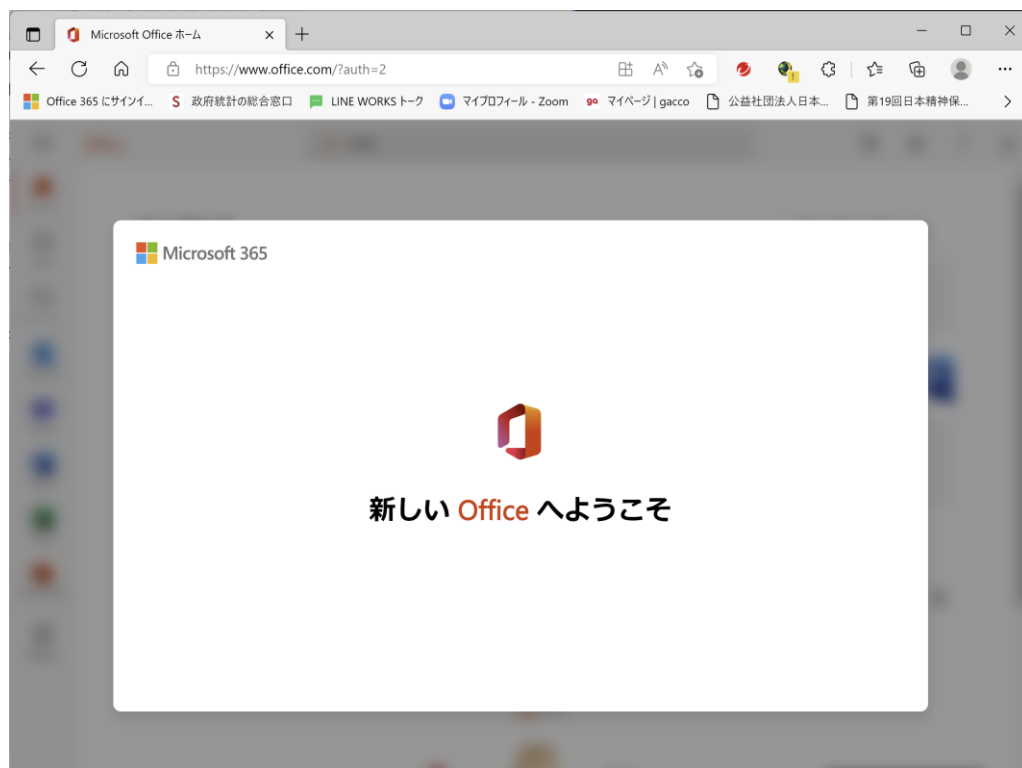 Microsoft Office ホーム
https://www.office.com/?auth=2
Office 365 にサインイ... 政府統計の総合窓口 LINE WORKS トーク マイプロフィール - Zoom go マイページ | gacco 公益社団法人日本... 第19回日本精神保...
Microsoft 365
新しい Office へようこそ